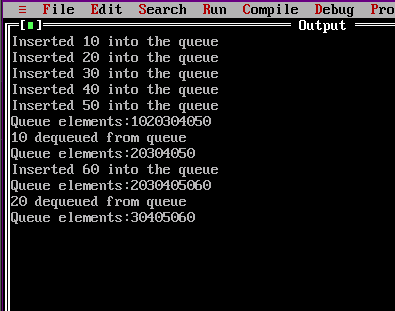 ≡ File Edit Search Run Compile Debug Pro
[■] Output
Inserted 10 into the queue
Inserted 20 into the queue
Inserted 30 into the queue
Inserted 40 into the queue
Inserted 50 into the queue
Queue elements:1020304050
10 dequeued from queue
Queue elements:20304050
Inserted 60 into the queue
Queue elements:2030405060
20 dequeued from queue
Queue elements:30405060